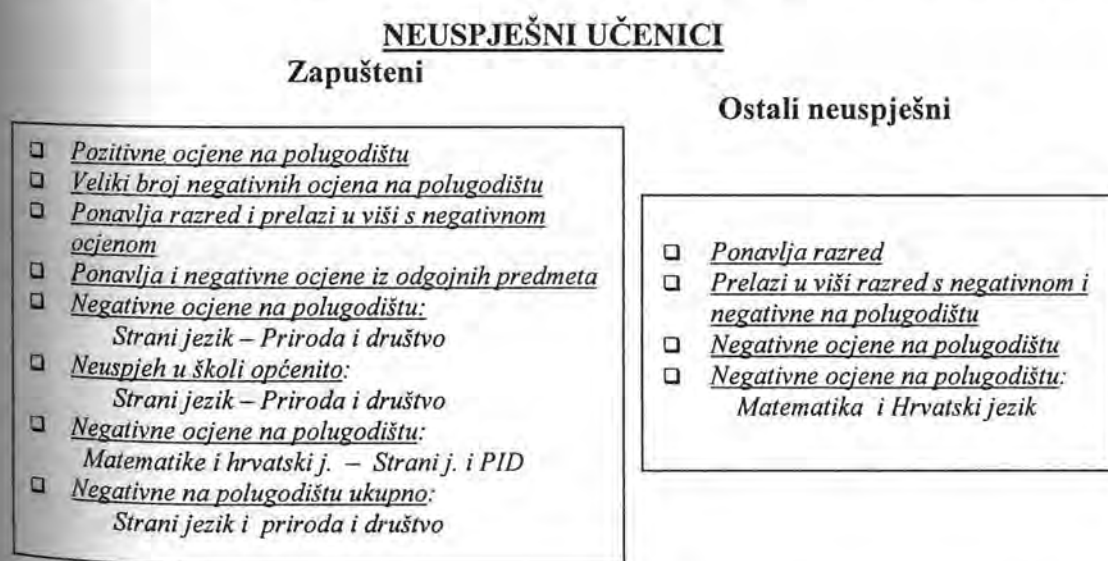 NEUSPJEŠNI UČENICI
Zapušteni
❑ Pozitivne ocjene na polugodištu
❑ Veliki broj negativnih ocjena na polugodištu
❑ Ponavlja razred i prelazi u viši s negativnom
ocjenom
❑ Ponavlja i negativne ocjene iz odgojnih predmeta
❑ Negativne ocjene na polugodištu:
Strani jezik – Priroda i društvo
❑ Neuspjeh u školi općenito:
Strani jezik – Priroda i društvo
❑ Negativne ocjene na polugodištu:
Matematike i hrvatski j. – Strani j. i PID
❑ Negativne na polugodištu ukupno:
Strani jezik i priroda i društvo
Ostali neuspješni
❑ Ponavlja razred
❑ Prelazi u viši razred s negativnom i
negativne na polugodištu
❑ Negativne ocjene na polugodištu
❑ Negativne ocjene na polugodištu:
Matematika i Hrvatski jezik